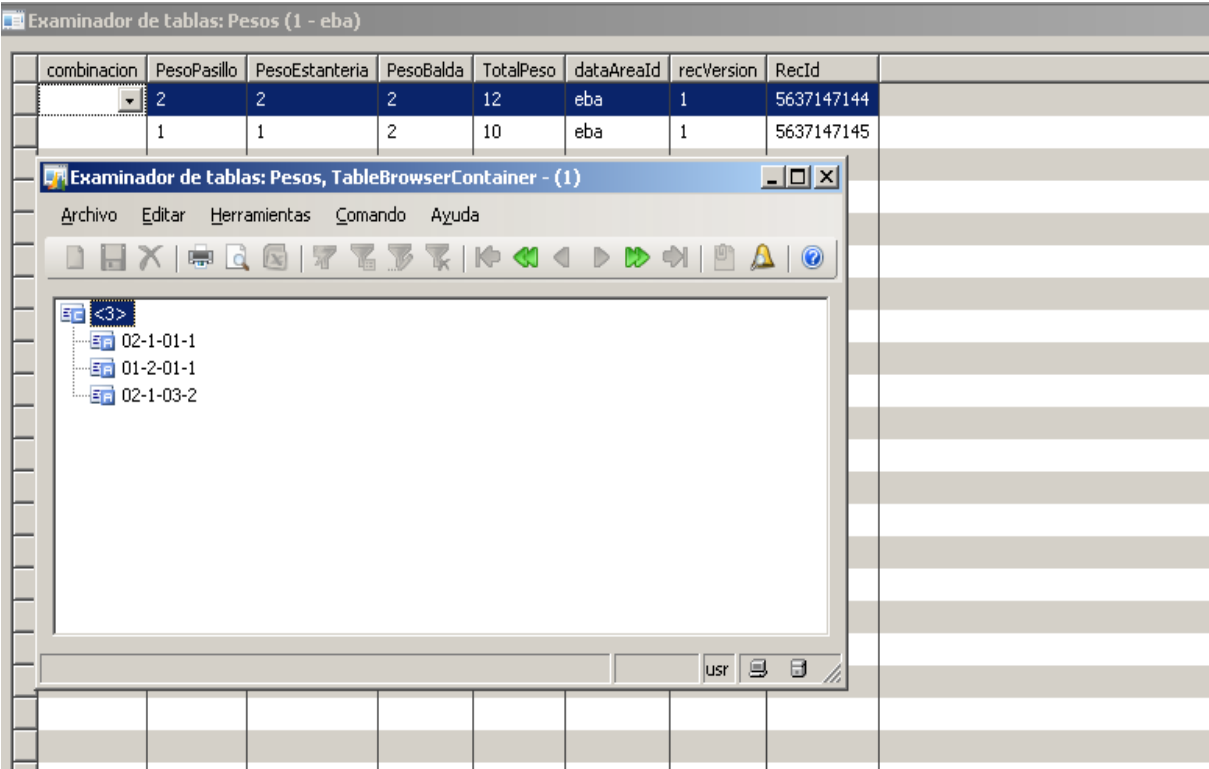 Examinador de tablas: Pesos (1 - eba)
combinacion PesoPasillo PesoEstanteria PesoBalda TotalPeso dataAreaId recVersion RecId
2 2 2 12 eba 1 5637147144
1 1 2 10 eba 1 5637147145
Examinador de tablas: Pesos, TableBrowserContainer - (1)
Archivo Editar Herramientas Comando Ayuda
<3>
02-1-01-1
01-2-01-1
02-1-03-2
usr